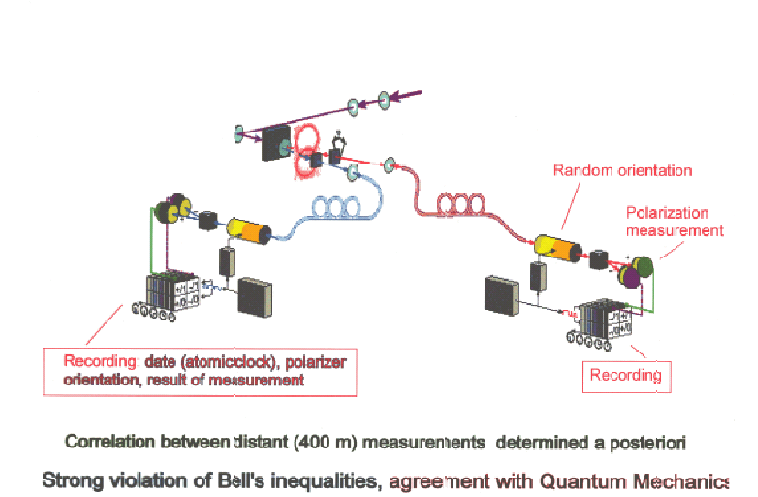 Random orientation
Polarization
measurement
Recording date (atomicclock), polarizer
orientation, result of measurement
Recording
Correlation between distant (400 m) measurements determined a posteriori
Strong violation of Bell's inequalities, agreement with Quantum Mechanics